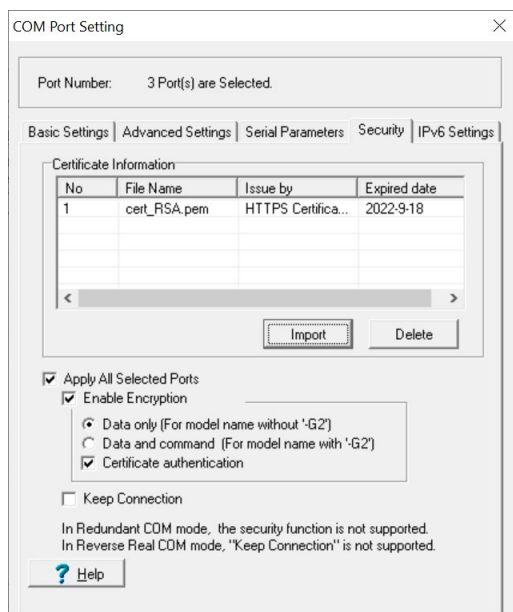 COM Port Setting
Port Number: 3 Port(s) are Selected.
Basic Settings Advanced Settings Serial Parameters Security IPv6 Settings
Certificate Information
No File Name Issue by Expired date
1 cert_RSA.pem HTTPS Certifica... 2022-9-18
Import Delete
Apply All Selected Ports
Enable Encryption
Data only (For model name without '-G2')
Data and command (For model name with '-G2')
Certificate authentication
Keep Connection
In Redundant COM mode, the security function is not supported.
In Reverse Real COM mode, "Keep Connection" is not supported.
? Help